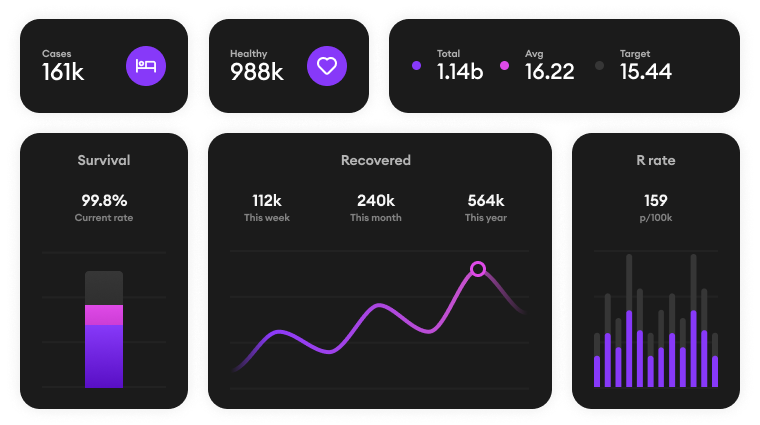 Cases
161k
Healthy
988k
Total
1.14b
Avg
16.22
Target
15.44
Survival
99.8%
Current rate
Recovered
112k
This week
240k
This month
564k
This year
R rate
159
p/100k